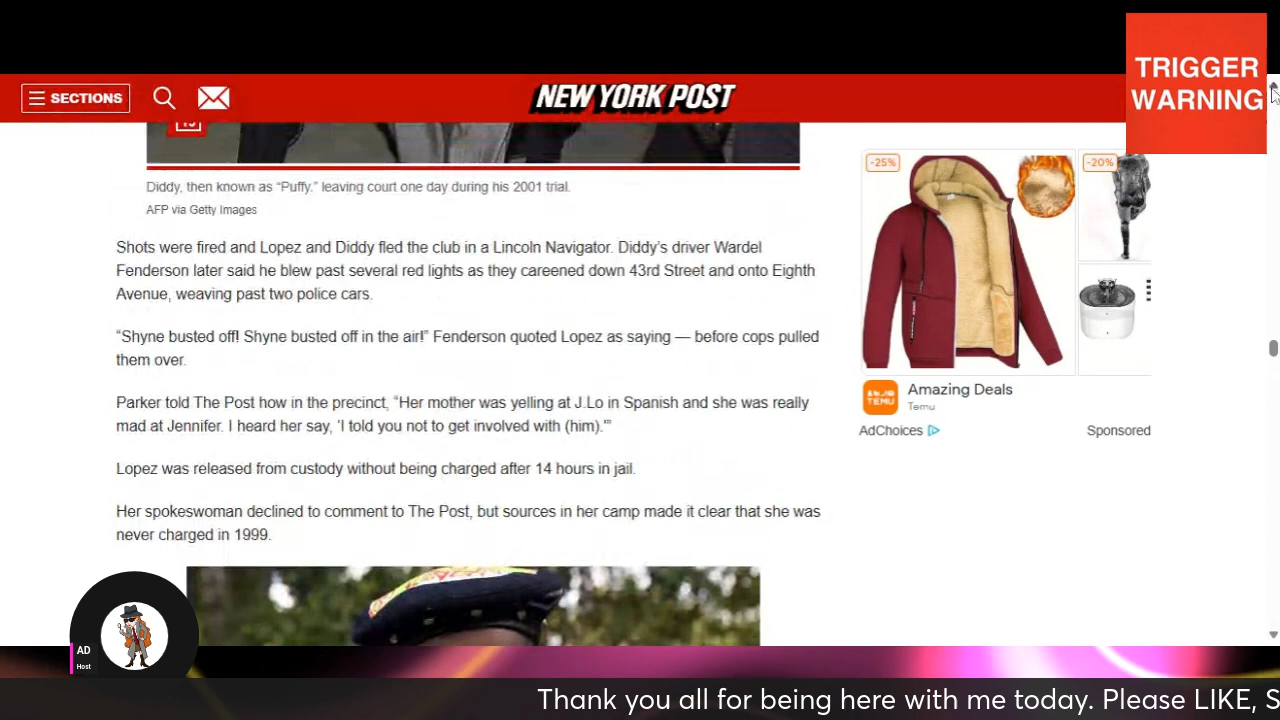 TRIGGER
WARNING
SECTIONS
NEW YORK POST
Diddy, then known as “Puffy,” leaving court one day during his 2001 trial.
AFP via Getty Images
Shots were fired and Lopez and Diddy fled the club in a Lincoln Navigator. Diddy’s driver Wardel
Fenderson later said he blew past several red lights as they careened down 43rd Street and onto Eighth
Avenue, weaving past two police cars.
“Shyne busted off! Shyne busted off in the air!” Fenderson quoted Lopez as saying — before cops pulled
them over.
Parker told The Post how in the precinct, “Her mother was yelling at J.Lo in Spanish and she was really
mad at Jennifer. I heard her say, ‘I told you not to get involved with (him).’”
Lopez was released from custody without being charged after 14 hours in jail.
Her spokeswoman declined to comment to The Post, but sources in her camp made it clear that she was
never charged in 1999.
-25%
-20%
TEMU
Amazing Deals
Temu
AdChoices
Sponsored
AD
Host
Thank you all for being here with me today. Please LIKE, S